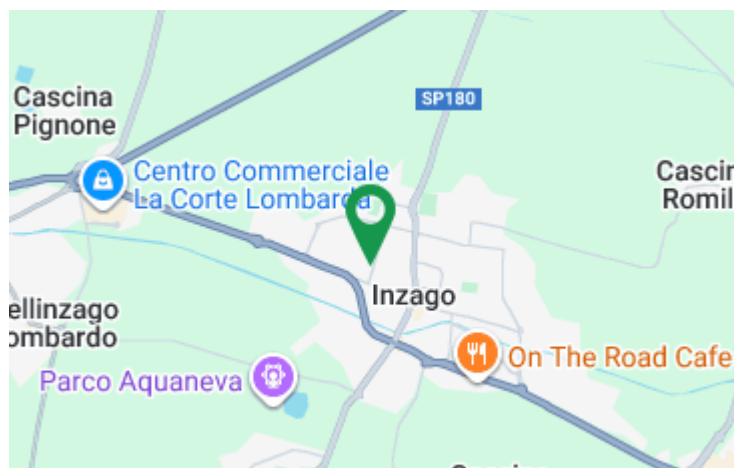 Cascina
Pignone
SP180
Centro Commerciale
La Corte Lombarda
Cascin
Romil
Inzago
ellinzago
ombardo
On The Road Cafe
Parco Aquaneva